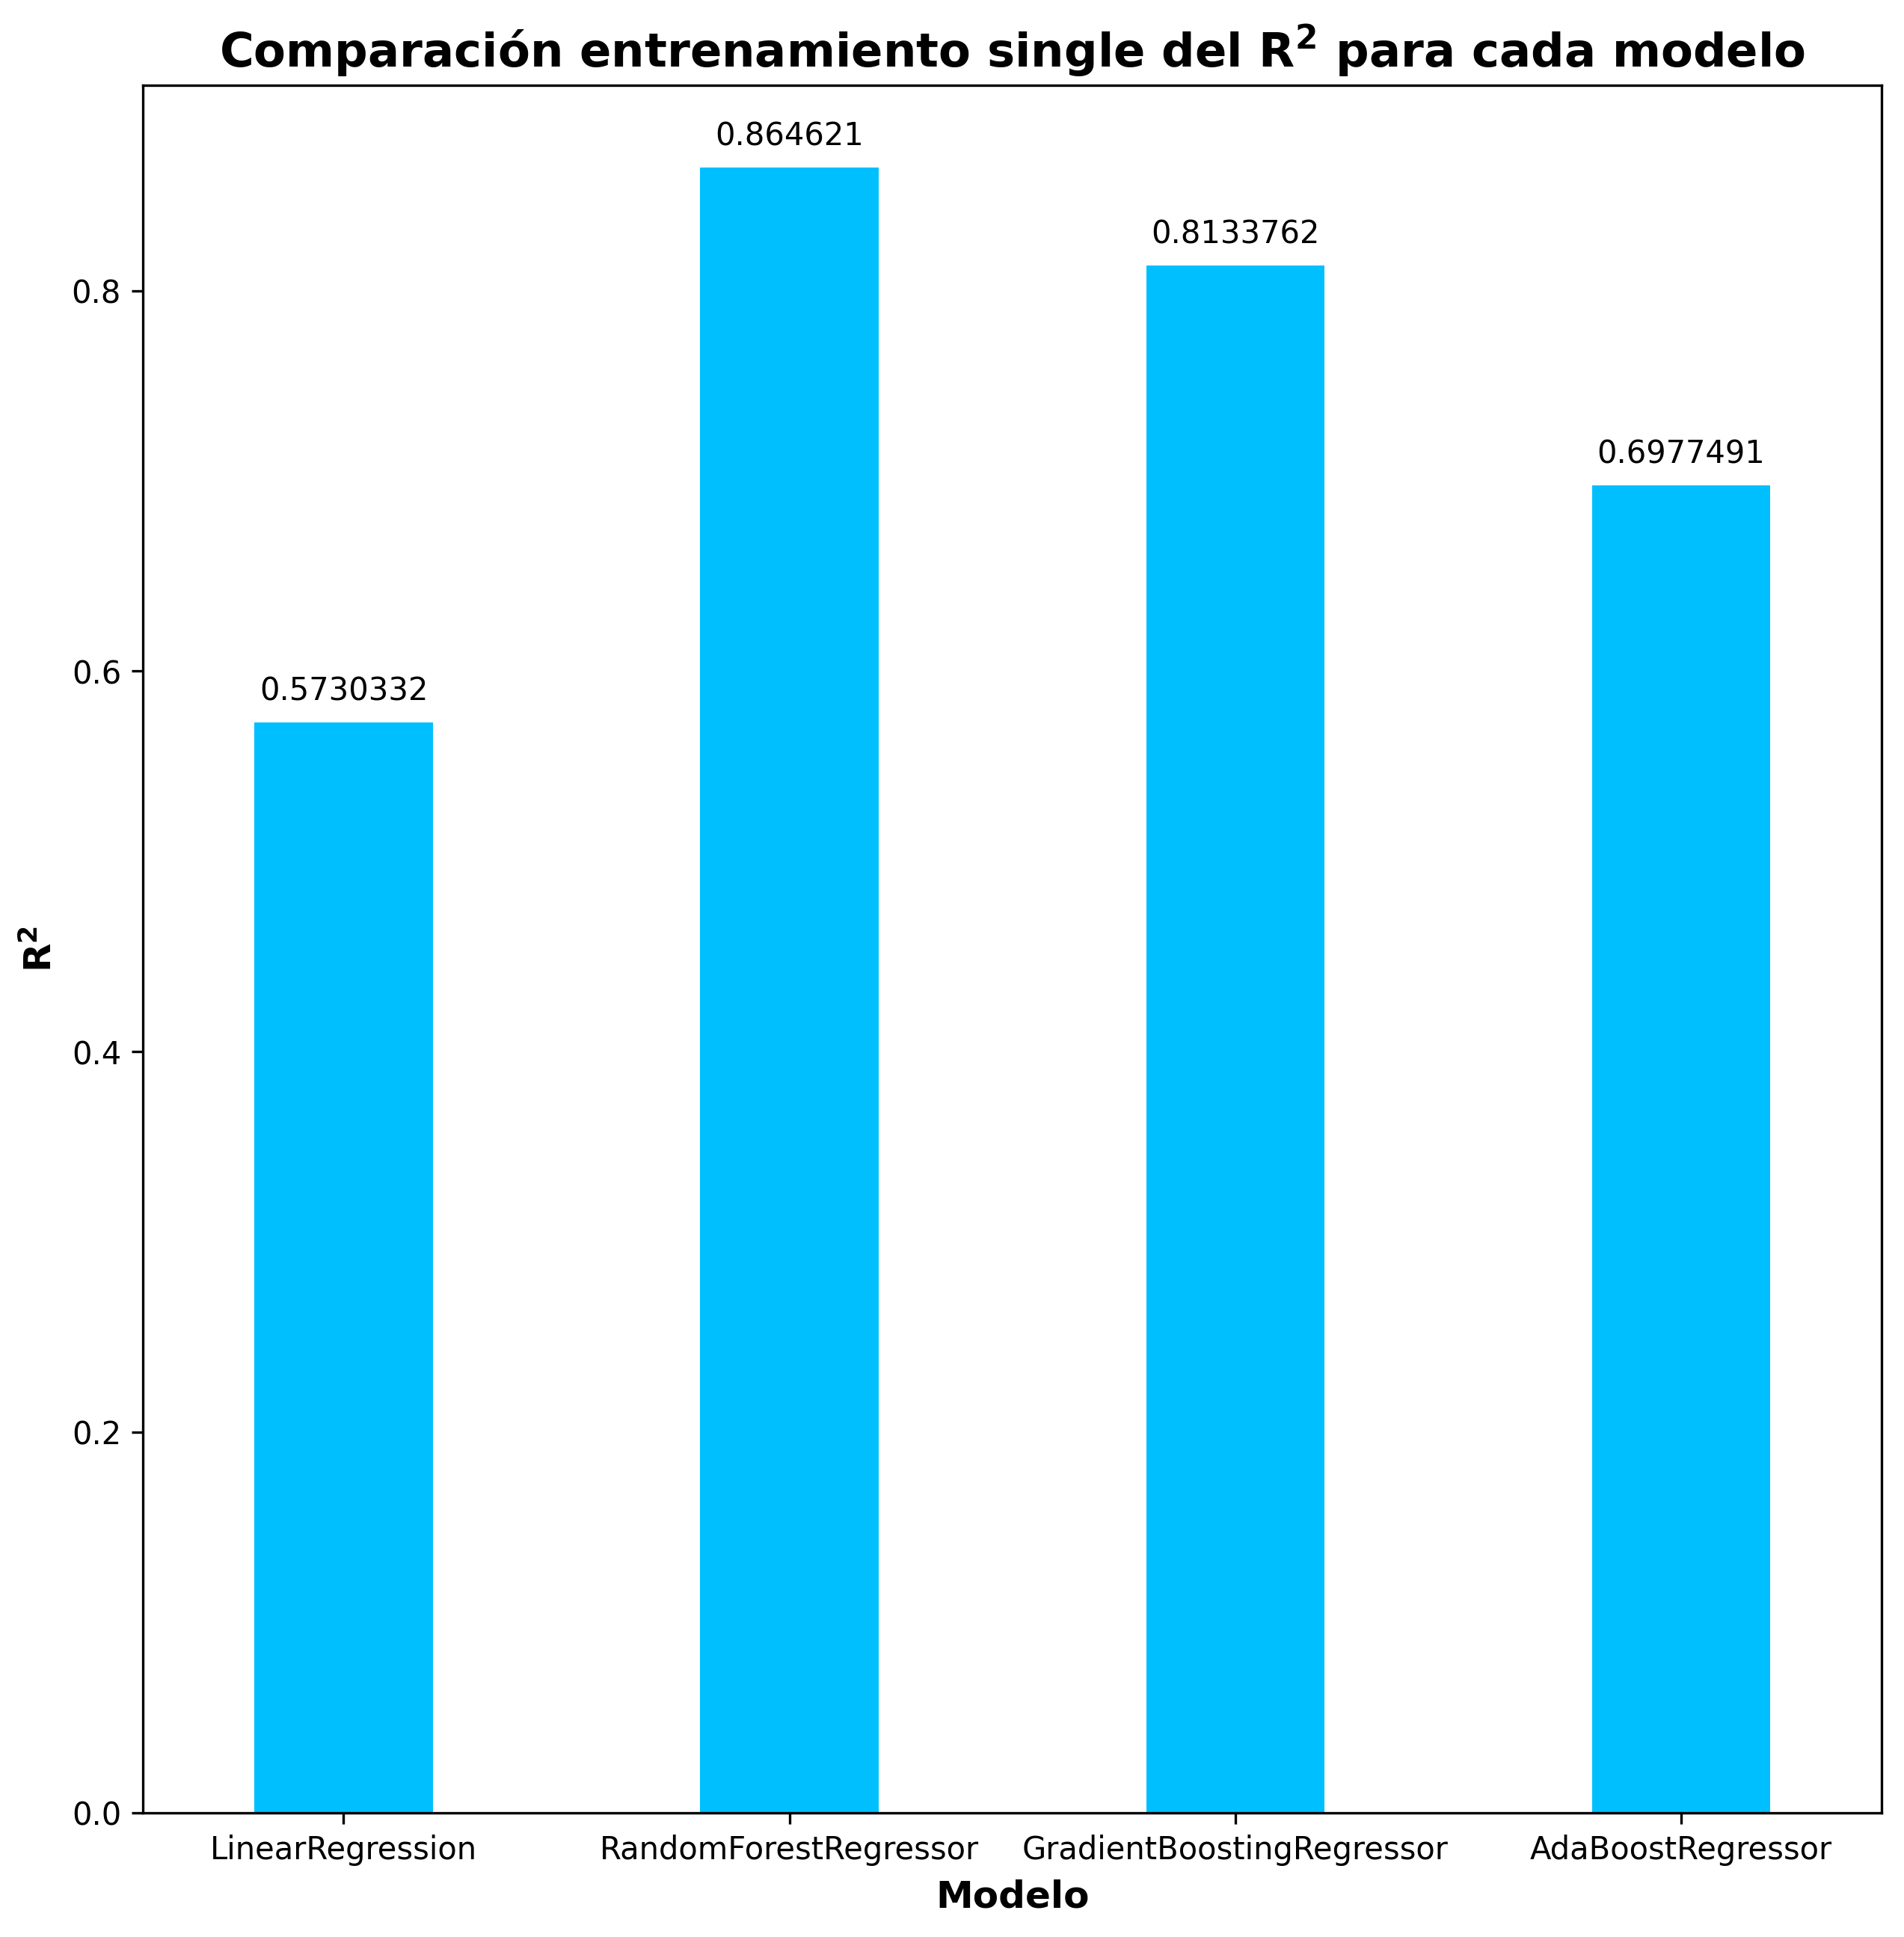 Comparación entrenamiento single del R² para cada modelo
0.864621
0.8133762
0.6977491
0.5730332
R²
0.8
0.6
0.4
0.2
0.0
LinearRegression RandomForestRegressor GradientBoostingRegressor AdaBoostRegressor
Modelo